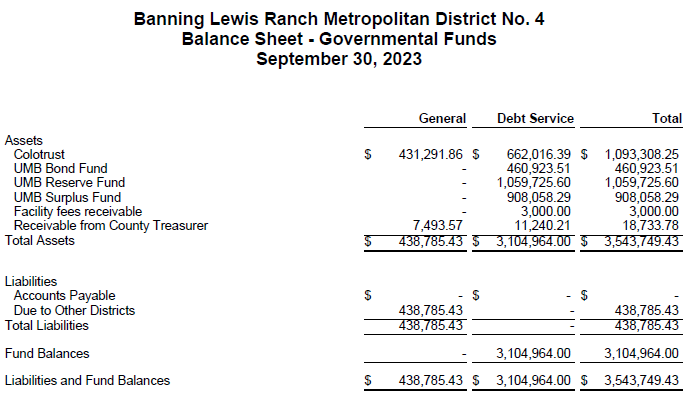 Banning Lewis Ranch Metropolitan District No. 4
Balance Sheet - Governmental Funds
September 30, 2023
General Debt Service Total
Assets
Colotrust $ 431,291.86 $ 662,016.39 $ 1,093,308.25
UMB Bond Fund - 460,923.51 460,923.51
UMB Reserve Fund - 1,059,725.60 1,059,725.60
UMB Surplus Fund - 908,058.29 908,058.29
Facility fees receivable - 3,000.00 3,000.00
Receivable from County Treasurer 7,493.57 11,240.21 18,733.78
Total Assets $ 438,785.43 $ 3,104,964.00 $ 3,543,749.43
Liabilities
Accounts Payable $ - $ - $ -
Due to Other Districts 438,785.43 - 438,785.43
Total Liabilities 438,785.43 - 438,785.43
Fund Balances - 3,104,964.00 3,104,964.00
Liabilities and Fund Balances $ 438,785.43 $ 3,104,964.00 $ 3,543,749.43